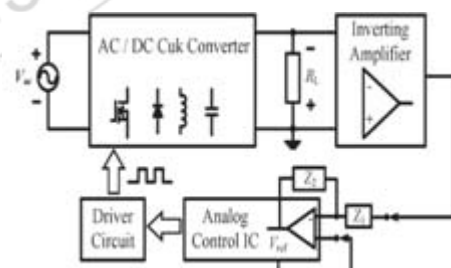 AC / DC Cuk Converter
Inverting
Amplifier
V_ac
R_L
Z_2
Z_1
Driver
Circuit
Analog
Control IC
V_ref